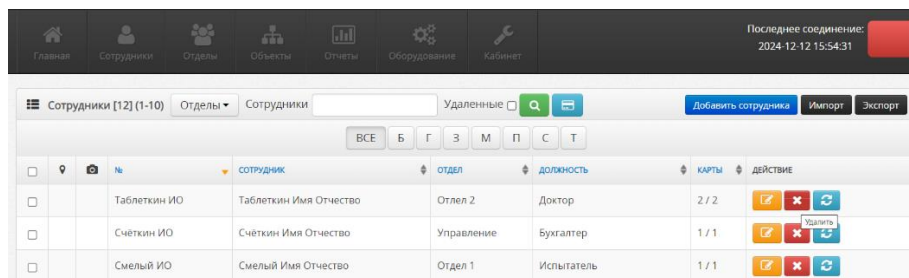 Последнее соединение:
2024-12-12 15:54:31
Главная Сотрудники Отделы Объекты Отчеты Оборудование Кабинет
Сотрудники [12] (1-10) Отделы Сотрудники Удаленные Добавить сотрудника Импорт Экспорт
ВСЕ Б Г З М П С Т
№ СОТРУДНИК ОТДЕЛ ДОЛЖНОСТЬ КАРТЫ ДЕЙСТВИЕ
Таблеткин ИО Таблеткин Имя Отчество Отлел 2 Доктор 2 / 2
Удалить
Счёткин ИО Счёткин Имя Отчество Управление Бухгалтер 1 / 1
Смелый ИО Смелый Имя Отчество Отдел 1 Испытатель 1 / 1